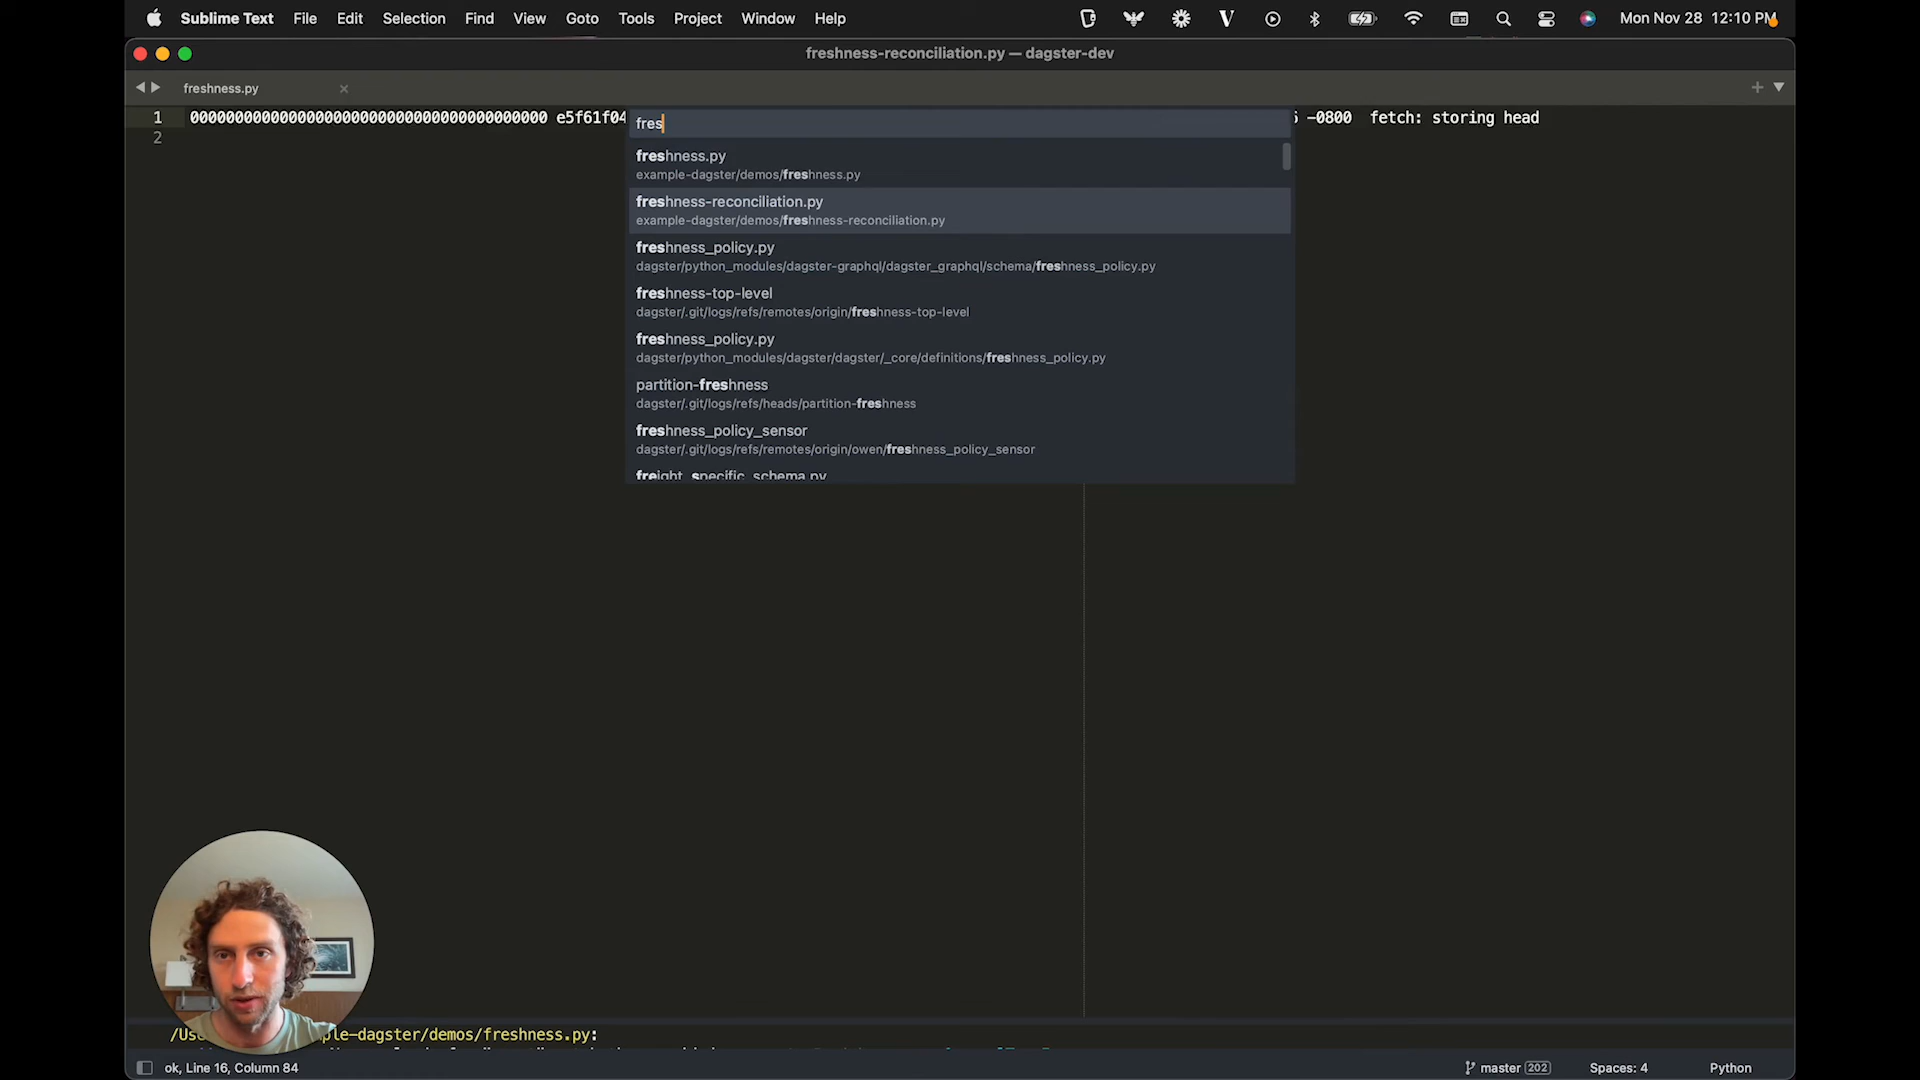 Sublime Text File Edit Selection Find View Goto Tools Project Window Help Mon Nov 28 12:10 PM
freshness-reconciliation.py — dagster-dev
freshness.py
1 0000000000000000000000000000000000000000 e5f61f04 -0800 fetch: storing head
2
fres
freshness.py
example-dagster/demos/freshness.py
freshness-reconciliation.py
example-dagster/demos/freshness-reconciliation.py
freshness_policy.py
dagster/python_modules/dagster-graphql/dagster_graphql/schema/freshness_policy.py
freshness-top-level
dagster/.git/logs/refs/remotes/origin/freshness-top-level
freshness_policy.py
dagster/python_modules/dagster/dagster/_core/definitions/freshness_policy.py
partition-freshness
dagster/.git/logs/refs/heads/partition-freshness
freshness_policy_sensor
dagster/.git/logs/refs/remotes/origin/owen/freshness_policy_sensor
freight_specific_schema.py
/Use ple-dagster/demos/freshness.py:
ok, Line 16, Column 84 master 202 Spaces: 4 Python